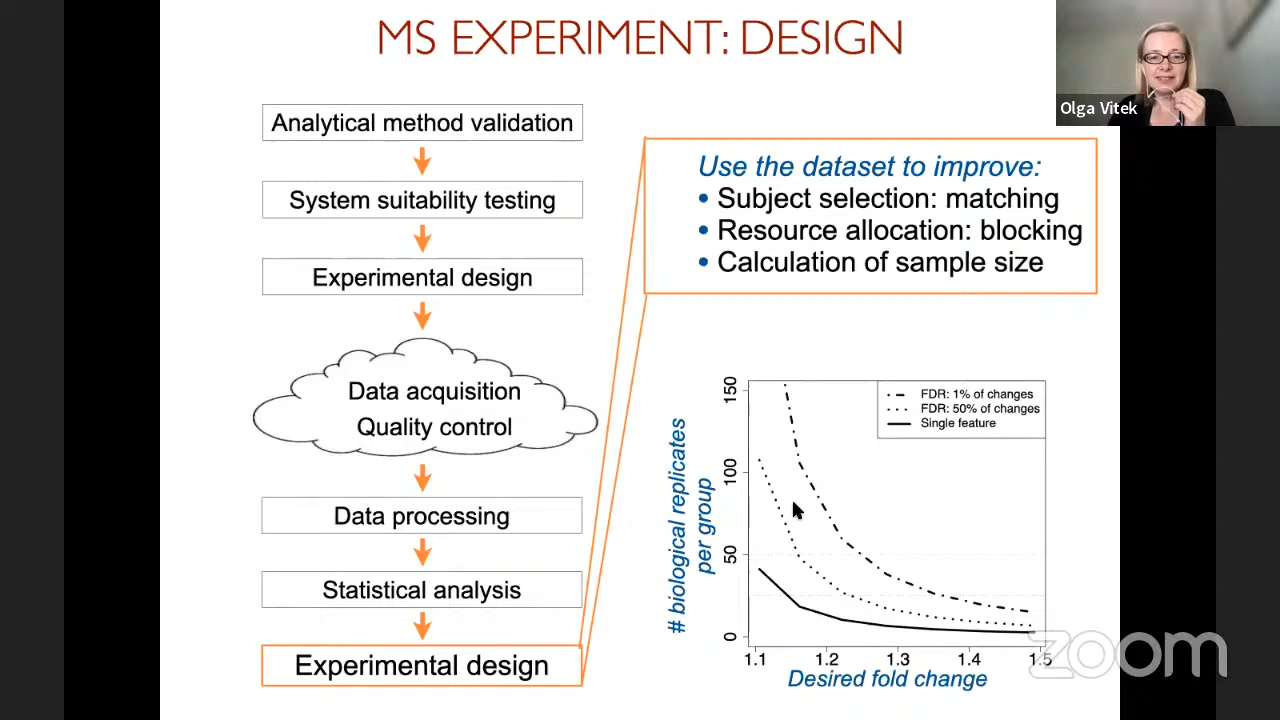 MS EXPERIMENT: DESIGN
Olga Vitek
Analytical method validation
System suitability testing
Experimental design
Data acquisition
Quality control
Data processing
Statistical analysis
Experimental design
Use the dataset to improve:
• Subject selection: matching
• Resource allocation: blocking
• Calculation of sample size
# biological replicates
per group
150
100
50
0
FDR: 1% of changes
FDR: 50% of changes
Single feature
1.1 1.2 1.3 1.4 1.5
Desired fold change
zoom